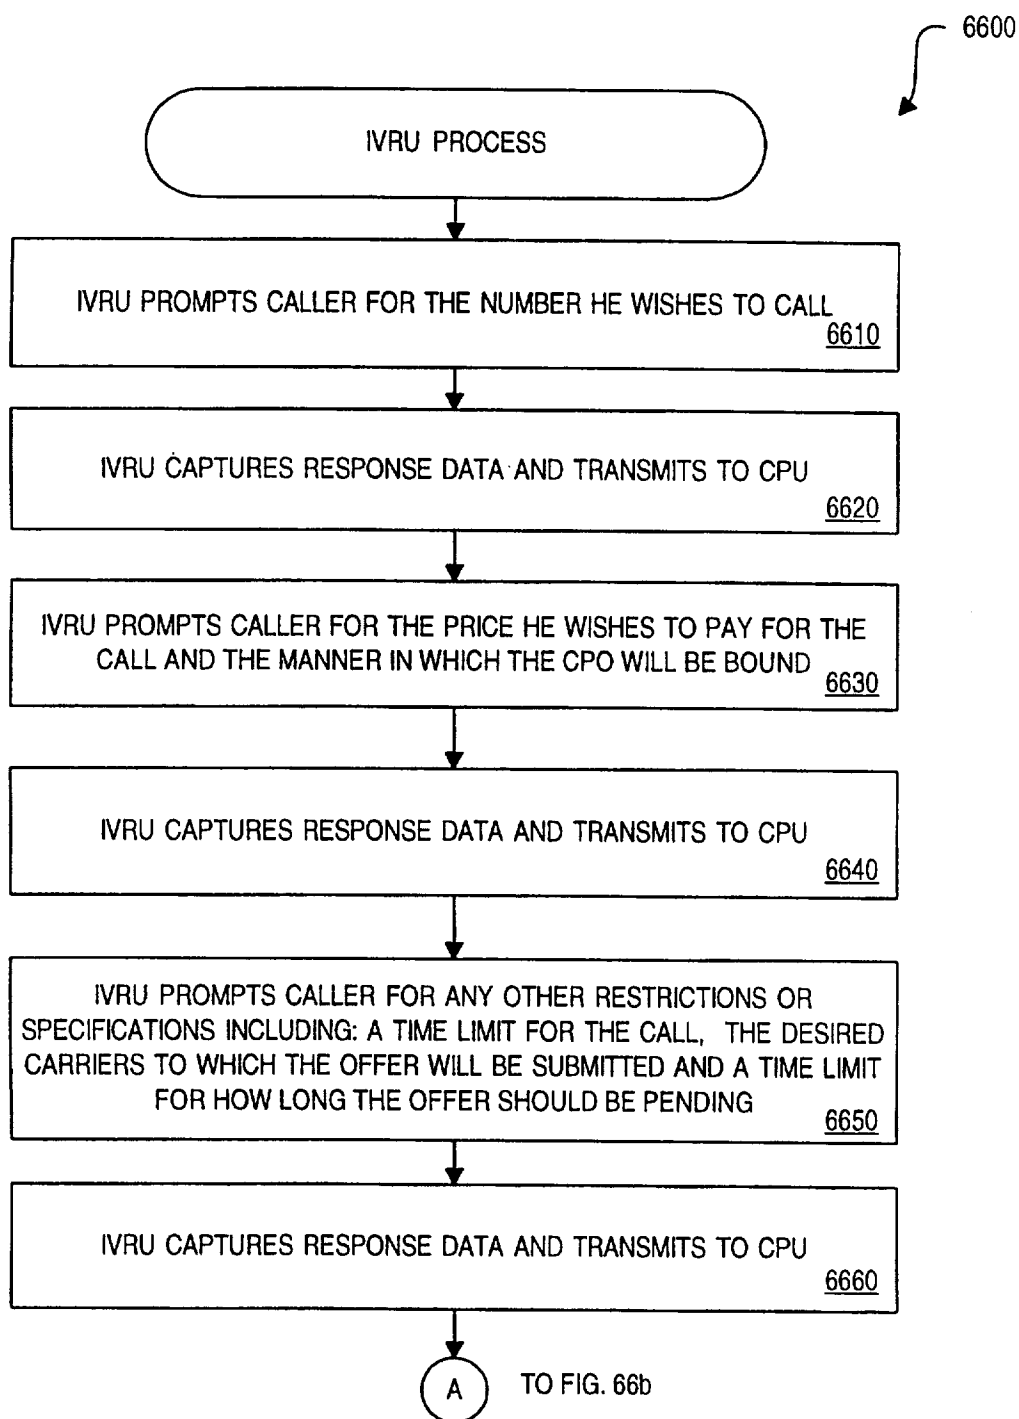 6600
IVRU PROCESS
IVRU PROMPTS CALLER FOR THE NUMBER HE WISHES TO CALL
6610
IVRU CAPTURES RESPONSE DATA AND TRANSMITS TO CPU
6620
IVRU PROMPTS CALLER FOR THE PRICE HE WISHES TO PAY FOR THE
CALL AND THE MANNER IN WHICH THE CPO WILL BE BOUND
6630
IVRU CAPTURES RESPONSE DATA AND TRANSMITS TO CPU
6640
IVRU PROMPTS CALLER FOR ANY OTHER RESTRICTIONS OR
SPECIFICATIONS INCLUDING: A TIME LIMIT FOR THE CALL, THE DESIRED
CARRIERS TO WHICH THE OFFER WILL BE SUBMITTED AND A TIME LIMIT
FOR HOW LONG THE OFFER SHOULD BE PENDING
6650
IVRU CAPTURES RESPONSE DATA AND TRANSMITS TO CPU
6660
A TO FIG. 66b